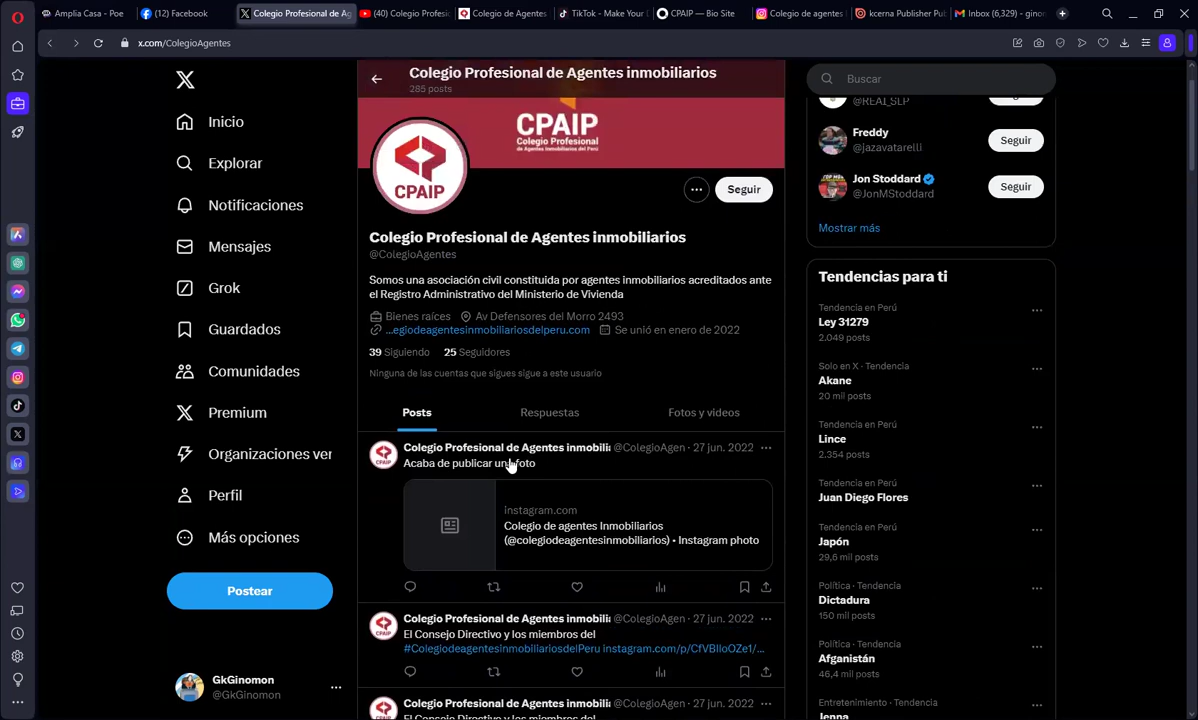 Amplia Casa - Poe
(12) Facebook
Colegio Profesional de Ag
(40) Colegio Profesi
Colegio de Agentes
TikTok - Make Your
CPAIP — Bio Site
Colegio de agentes
kcerna Publisher Pub
Inbox (6,329) - gino
x.com/ColegioAgentes
Inicio
Explorar
Notificaciones
Mensajes
Grok
Guardados
Comunidades
Premium
Organizaciones ver
Perfil
Más opciones
Postear
GkGinomon
@GkGinomon
Colegio Profesional de Agentes inmobiliarios
285 posts
CPAIP
Colegio Profesional
de Agentes Inmobiliarios del Perú
CPAIP
Seguir
Colegio Profesional de Agentes inmobiliarios
@ColegioAgentes
Somos una asociación civil constituida por agentes inmobiliarios acreditados ante
el Registro Administrativo del Ministerio de Vivienda
Bienes raíces Av Defensores del Morro 2493
...egiodeagentesinmobiliariosdelperu.com Se unió en enero de 2022
39 Siguiendo 25 Seguidores
Ninguna de las cuentas que sigues sigue a este usuario
Posts Respuestas Fotos y videos
Colegio Profesional de Agentes inmobili: @ColegioAgen · 27 jun. 2022
Acaba de publicar una foto
instagram.com
Colegio de agentes Inmobiliarios
(@colegiodeagentesinmobiliarios) • Instagram photo
Colegio Profesional de Agentes inmobili: @ColegioAgen · 27 jun. 2022
El Consejo Directivo y los miembros del
#ColegiodeagentesinmobiliariosdelPeru instagram.com/p/CfVBIloOZe1/...
Colegio Profesional de Agentes inmobili: @ColegioAgen · 27 jun. 2022
El Consejo Directivo y los miembros del
Buscar
@REAI_SLP
Freddy
@jazavatarelli
Seguir
Jon Stoddard
@JonMStoddard
Seguir
Mostrar más
Tendencias para ti
Tendencia en Perú
Ley 31279
2.049 posts
Solo en X · Tendencia
Akane
20 mil posts
Tendencia en Perú
Lince
2.354 posts
Tendencia en Perú
Juan Diego Flores
Tendencia en Perú
Japón
29,6 mil posts
Política · Tendencia
Dictadura
150 mil posts
Política · Tendencia
Afganistán
46,4 mil posts
Entretenimiento · Tendencia
Jenna